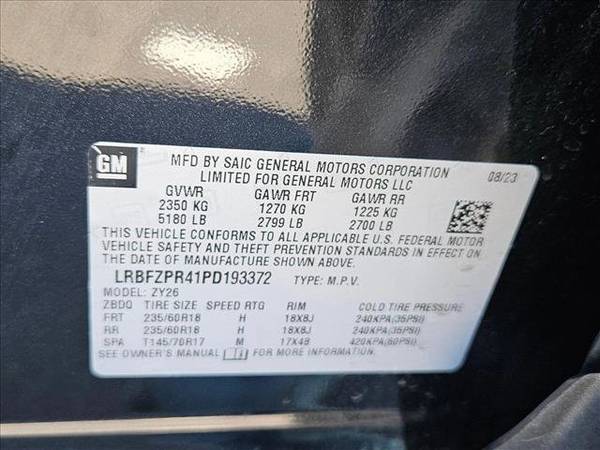 GM
MFD BY SAIC GENERAL MOTORS CORPORATION 08/23
LIMITED FOR GENERAL MOTORS LLC
GVWR GAWR FRT GAWR RR
2350 KG 1270 KG 1225 KG
5180 LB 2799 LB 2700 LB
THIS VEHICLE CONFORMS TO ALL APPLICABLE U.S. FEDERAL MOTOR
VEHICLE SAFETY AND THEFT PREVENTION STANDARDS IN EFFECT ON
THE DATE OF MANUFACTURE SHOWN ABOVE.
LRBFZPR41PD193372 TYPE: M.P.V.
MODEL: ZY26
ZBDQ TIRE SIZE SPEED RTG RIM COLD TIRE PRESSURE
FRT 235/60R18 H 18X8J 240KPA(35PSI)
RR 235/60R18 H 18X8J 240KPA(35PSI)
SPA T145/70R17 M 17X4B 420KPA(60PSI)
SEE OWNER'S MANUAL FOR MORE INFORMATION.